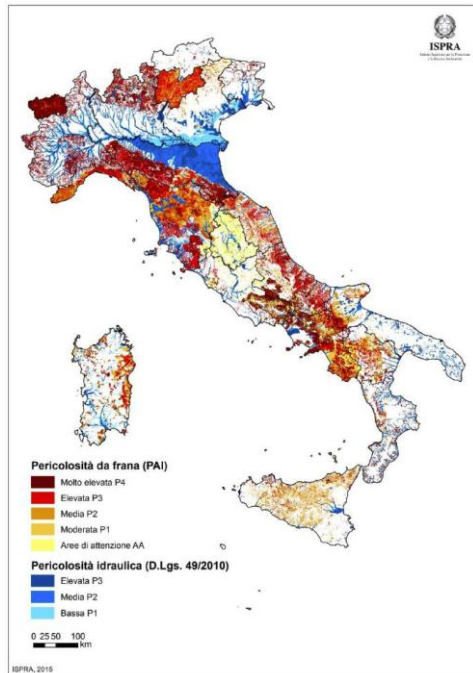 ISPRA
Pericolosità da frana (PAI)
Molto elevata P4
Elevata P3
Media P2
Moderata P1
Aree di attenzione AA
Pericolosità idraulica (D.Lgs. 49/2010)
Elevata P3
Media P2
Bassa P1
0 25 50 100
km
ISPRA, 2015